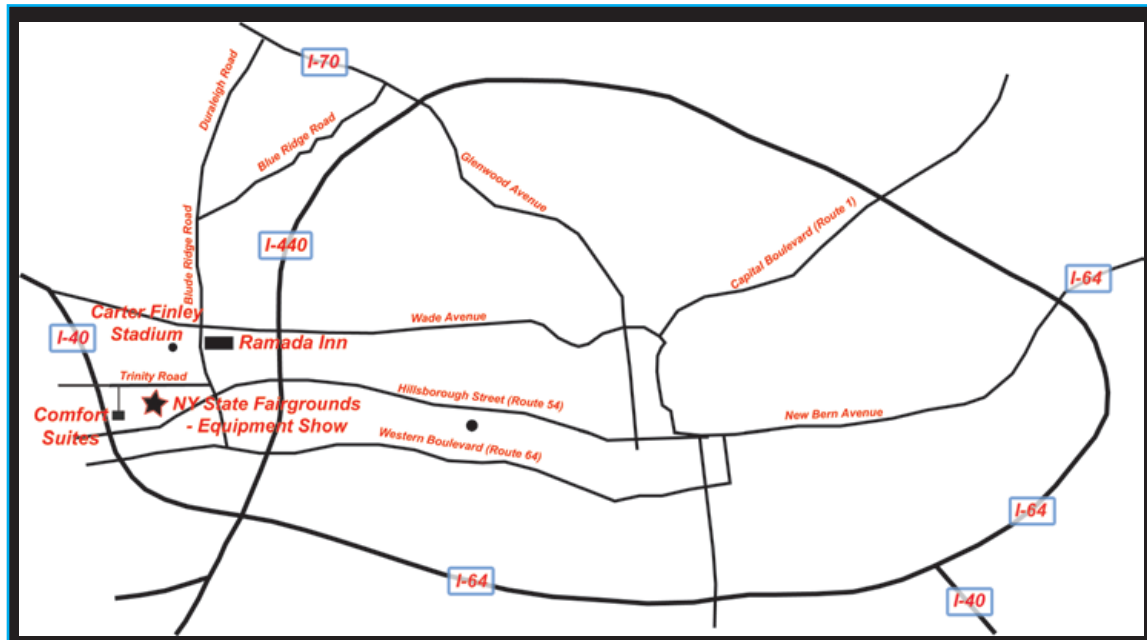 I-70
Duraleigh Road
Blue Ridge Road
Glenwood Avenue
Blude Ridge Road
I-440
Capital Boulevard (Route 1)
I-64
Carter Finley
Stadium
Wade Avenue
I-40
Ramada Inn
Trinity Road
Hillsborough Street (Route 54)
NY State Fairgrounds
- Equipment Show
Comfort
Suites
New Bern Avenue
Western Boulevard (Route 64)
I-64
I-64
I-40